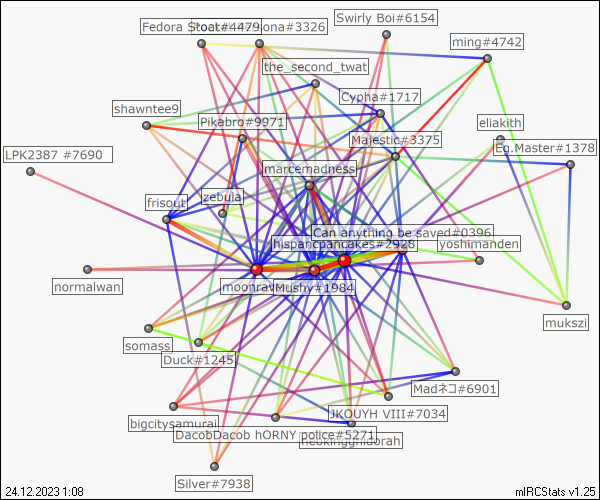 Swirly Boi#6154
Fedora Stoat#4479
#3326
ming#4742
the_second_twat
Cypha#1717
shawntee9
Pikabro#9971
eliakith
Majestic#3375
Eg.Master#1378
LPK2387 #7690
marcemadness
zebula
frisout
Can anything be saved#0396
hispancpancakes#2928
yoshimanden
moonrav
Mushy#1984
normalwan
mukszi
somass
Duck#1245
Madネコ#6901
JKOUYH VIII#7034
bigcitysamurai
DacobDacob hORNY police#5271
Silver#7938
24.12.2023 1:08
mIRCStats v1.25